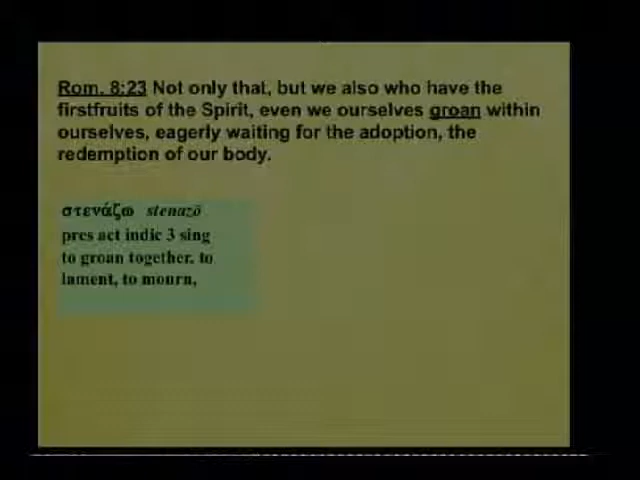 Rom. 8:23 Not only that, but we also who have the
firstfruits of the Spirit, even we ourselves groan within
ourselves, eagerly waiting for the adoption, the
redemption of our body.
στενάζω stenazō
pres act indic 3 sing
to groan together, to
lament, to mourn,